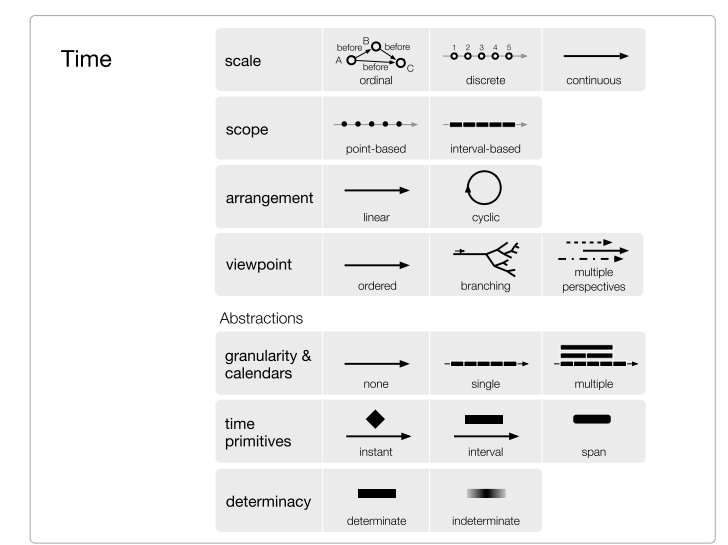 Time
scale
A
B
C
before
before
before
ordinal
1 2 3 4 5
discrete
continuous
scope
point-based
interval-based
arrangement
linear
cyclic
viewpoint
ordered
branching
multiple
perspectives
Abstractions
granularity &
calendars
none
single
multiple
time
primitives
instant
interval
span
determinacy
determinate
indeterminate